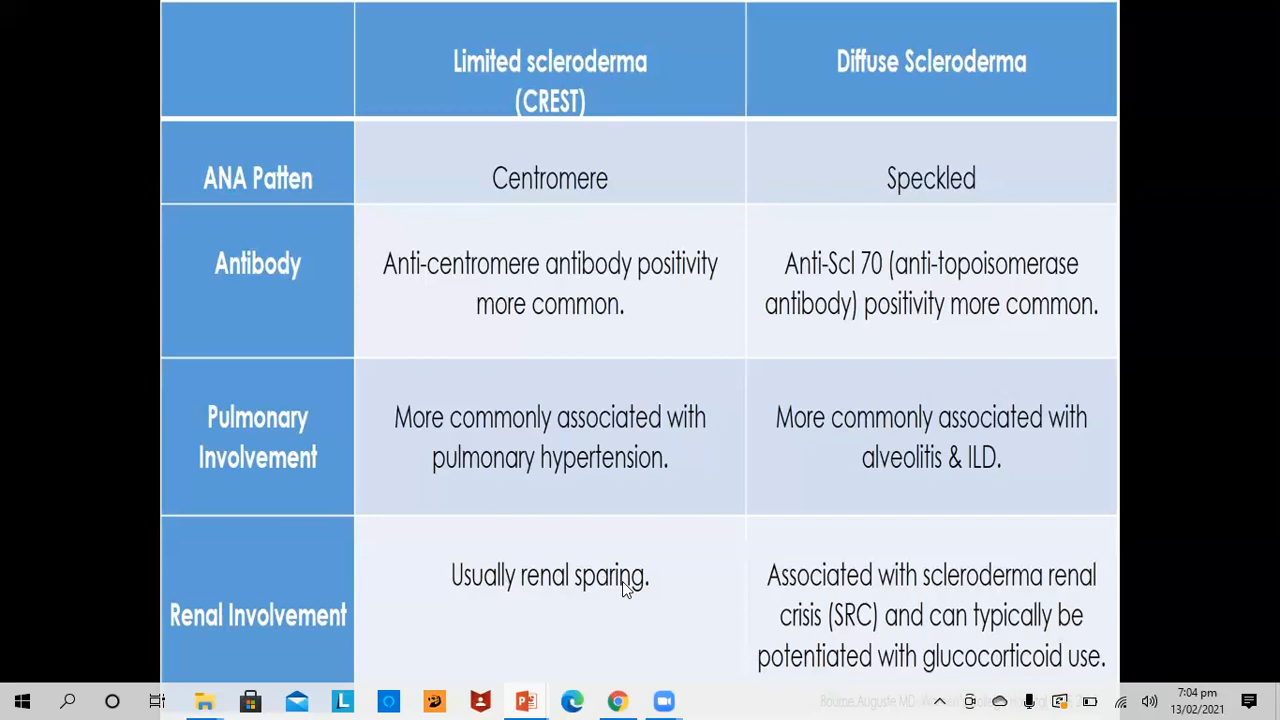 Limited scleroderma
(CREST)
Diffuse Scleroderma
ANA Patten
Centromere
Speckled
Antibody
Anti-centromere antibody positivity
more common.
Anti-Scl 70 (anti-topoisomerase
antibody) positivity more common.
Pulmonary
Involvement
More commonly associated with
pulmonary hypertension.
More commonly associated with
alveolitis & ILD.
Renal Involvement
Usually renal sparing.
Associated with scleroderma renal
crisis (SRC) and can typically be
potentiated with glucocorticoid use.
Bourne Auguste MD
7:04 pm
13/02/2021